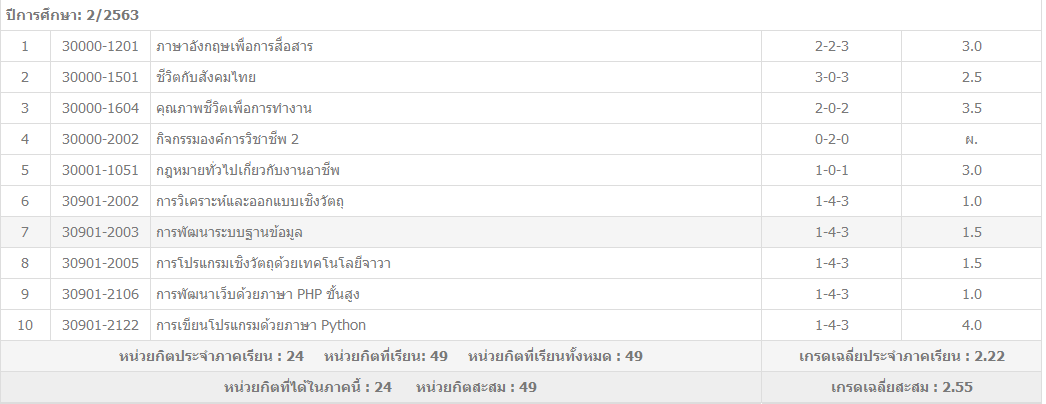 ปีการศึกษา: 2/2563
1 30000-1201 ภาษาอังกฤษเพื่อการสื่อสาร 2-2-3 3.0
2 30000-1501 ชีวิตกับสังคมไทย 3-0-3 2.5
3 30000-1604 คุณภาพชีวิตเพื่อการทำงาน 2-0-2 3.5
4 30000-2002 กิจกรรมองค์การวิชาชีพ 2 0-2-0 ผ.
5 30001-1051 กฎหมายทั่วไปเกี่ยวกับงานอาชีพ 1-0-1 3.0
6 30901-2002 การวิเคราะห์และออกแบบเชิงวัตถุ 1-4-3 1.0
7 30901-2003 การพัฒนาระบบฐานข้อมูล 1-4-3 1.5
8 30901-2005 การโปรแกรมเชิงวัตถุด้วยเทคโนโลยีจาวา 1-4-3 1.5
9 30901-2106 การพัฒนาเว็บด้วยภาษา PHP ขั้นสูง 1-4-3 1.0
10 30901-2122 การเขียนโปรแกรมด้วยภาษา Python 1-4-3 4.0
หน่วยกิตประจำภาคเรียน : 24 หน่วยกิตที่เรียน: 49 หน่วยกิตที่เรียนทั้งหมด : 49 เกรดเฉลี่ยประจำภาคเรียน : 2.22
หน่วยกิตที่ได้ในภาคนี้ : 24 หน่วยกิตสะสม : 49 เกรดเฉลี่ยสะสม : 2.55